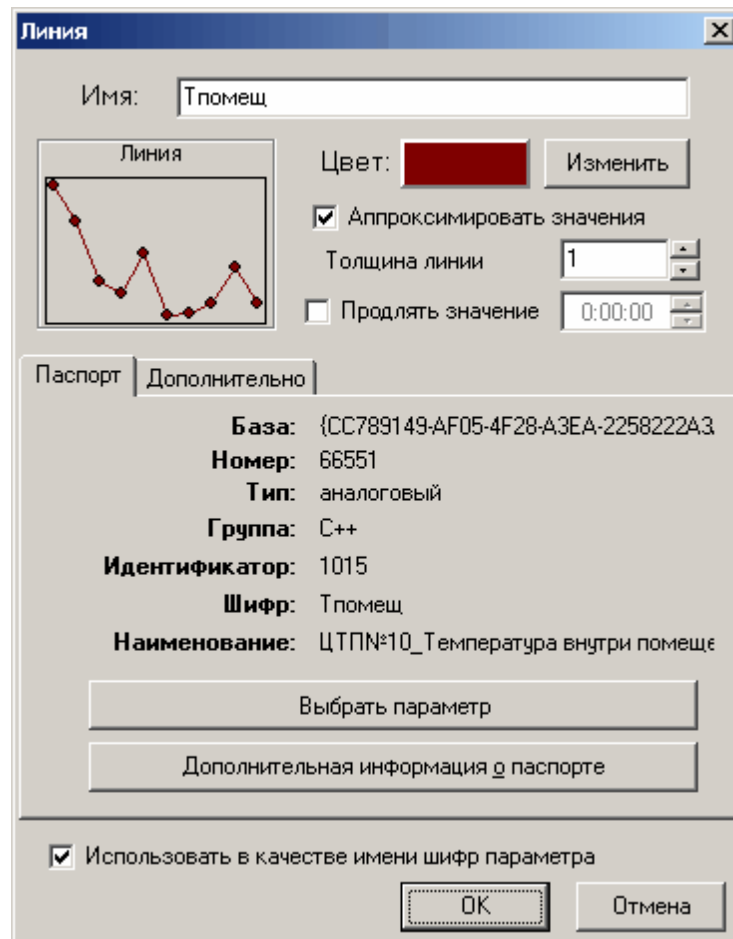 Линия
Имя: Тпомещ
Линия
Цвет: Изменить
Аппроксимировать значения
Толщина линии 1
Продлять значение 0:00:00
Паспорт Дополнительно
База: {CC789149-AF05-4F28-A3EA-2258222A3
Номер: 66551
Тип: аналоговый
Группа: C++
Идентификатор: 1015
Шифр: Тпомещ
Наименование: ЦТП№10_Температура внутри помеще
Выбрать параметр
Дополнительная информация о паспорте
Использовать в качестве имени шифр параметра
OK Отмена